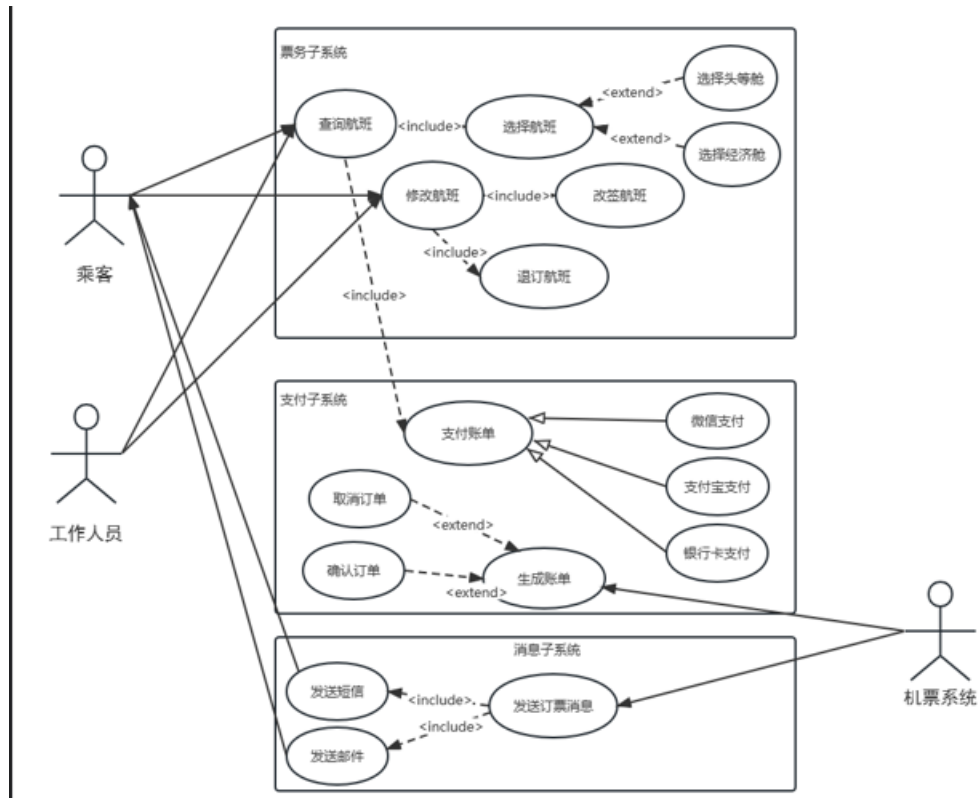 票务子系统
选择头等舱
<extend>
查询航班
<include>
选择航班
<extend>
选择经济舱
修改航班
<include>
改签航班
<include>
退订航班
乘客
<include>
支付子系统
微信支付
支付账单
支付宝支付
取消订单
<extend>
工作人员
银行卡支付
确认订单
生成账单
<extend>
消息子系统
发送短信
<include>
发送订票消息
机票系统
<include>
发送邮件